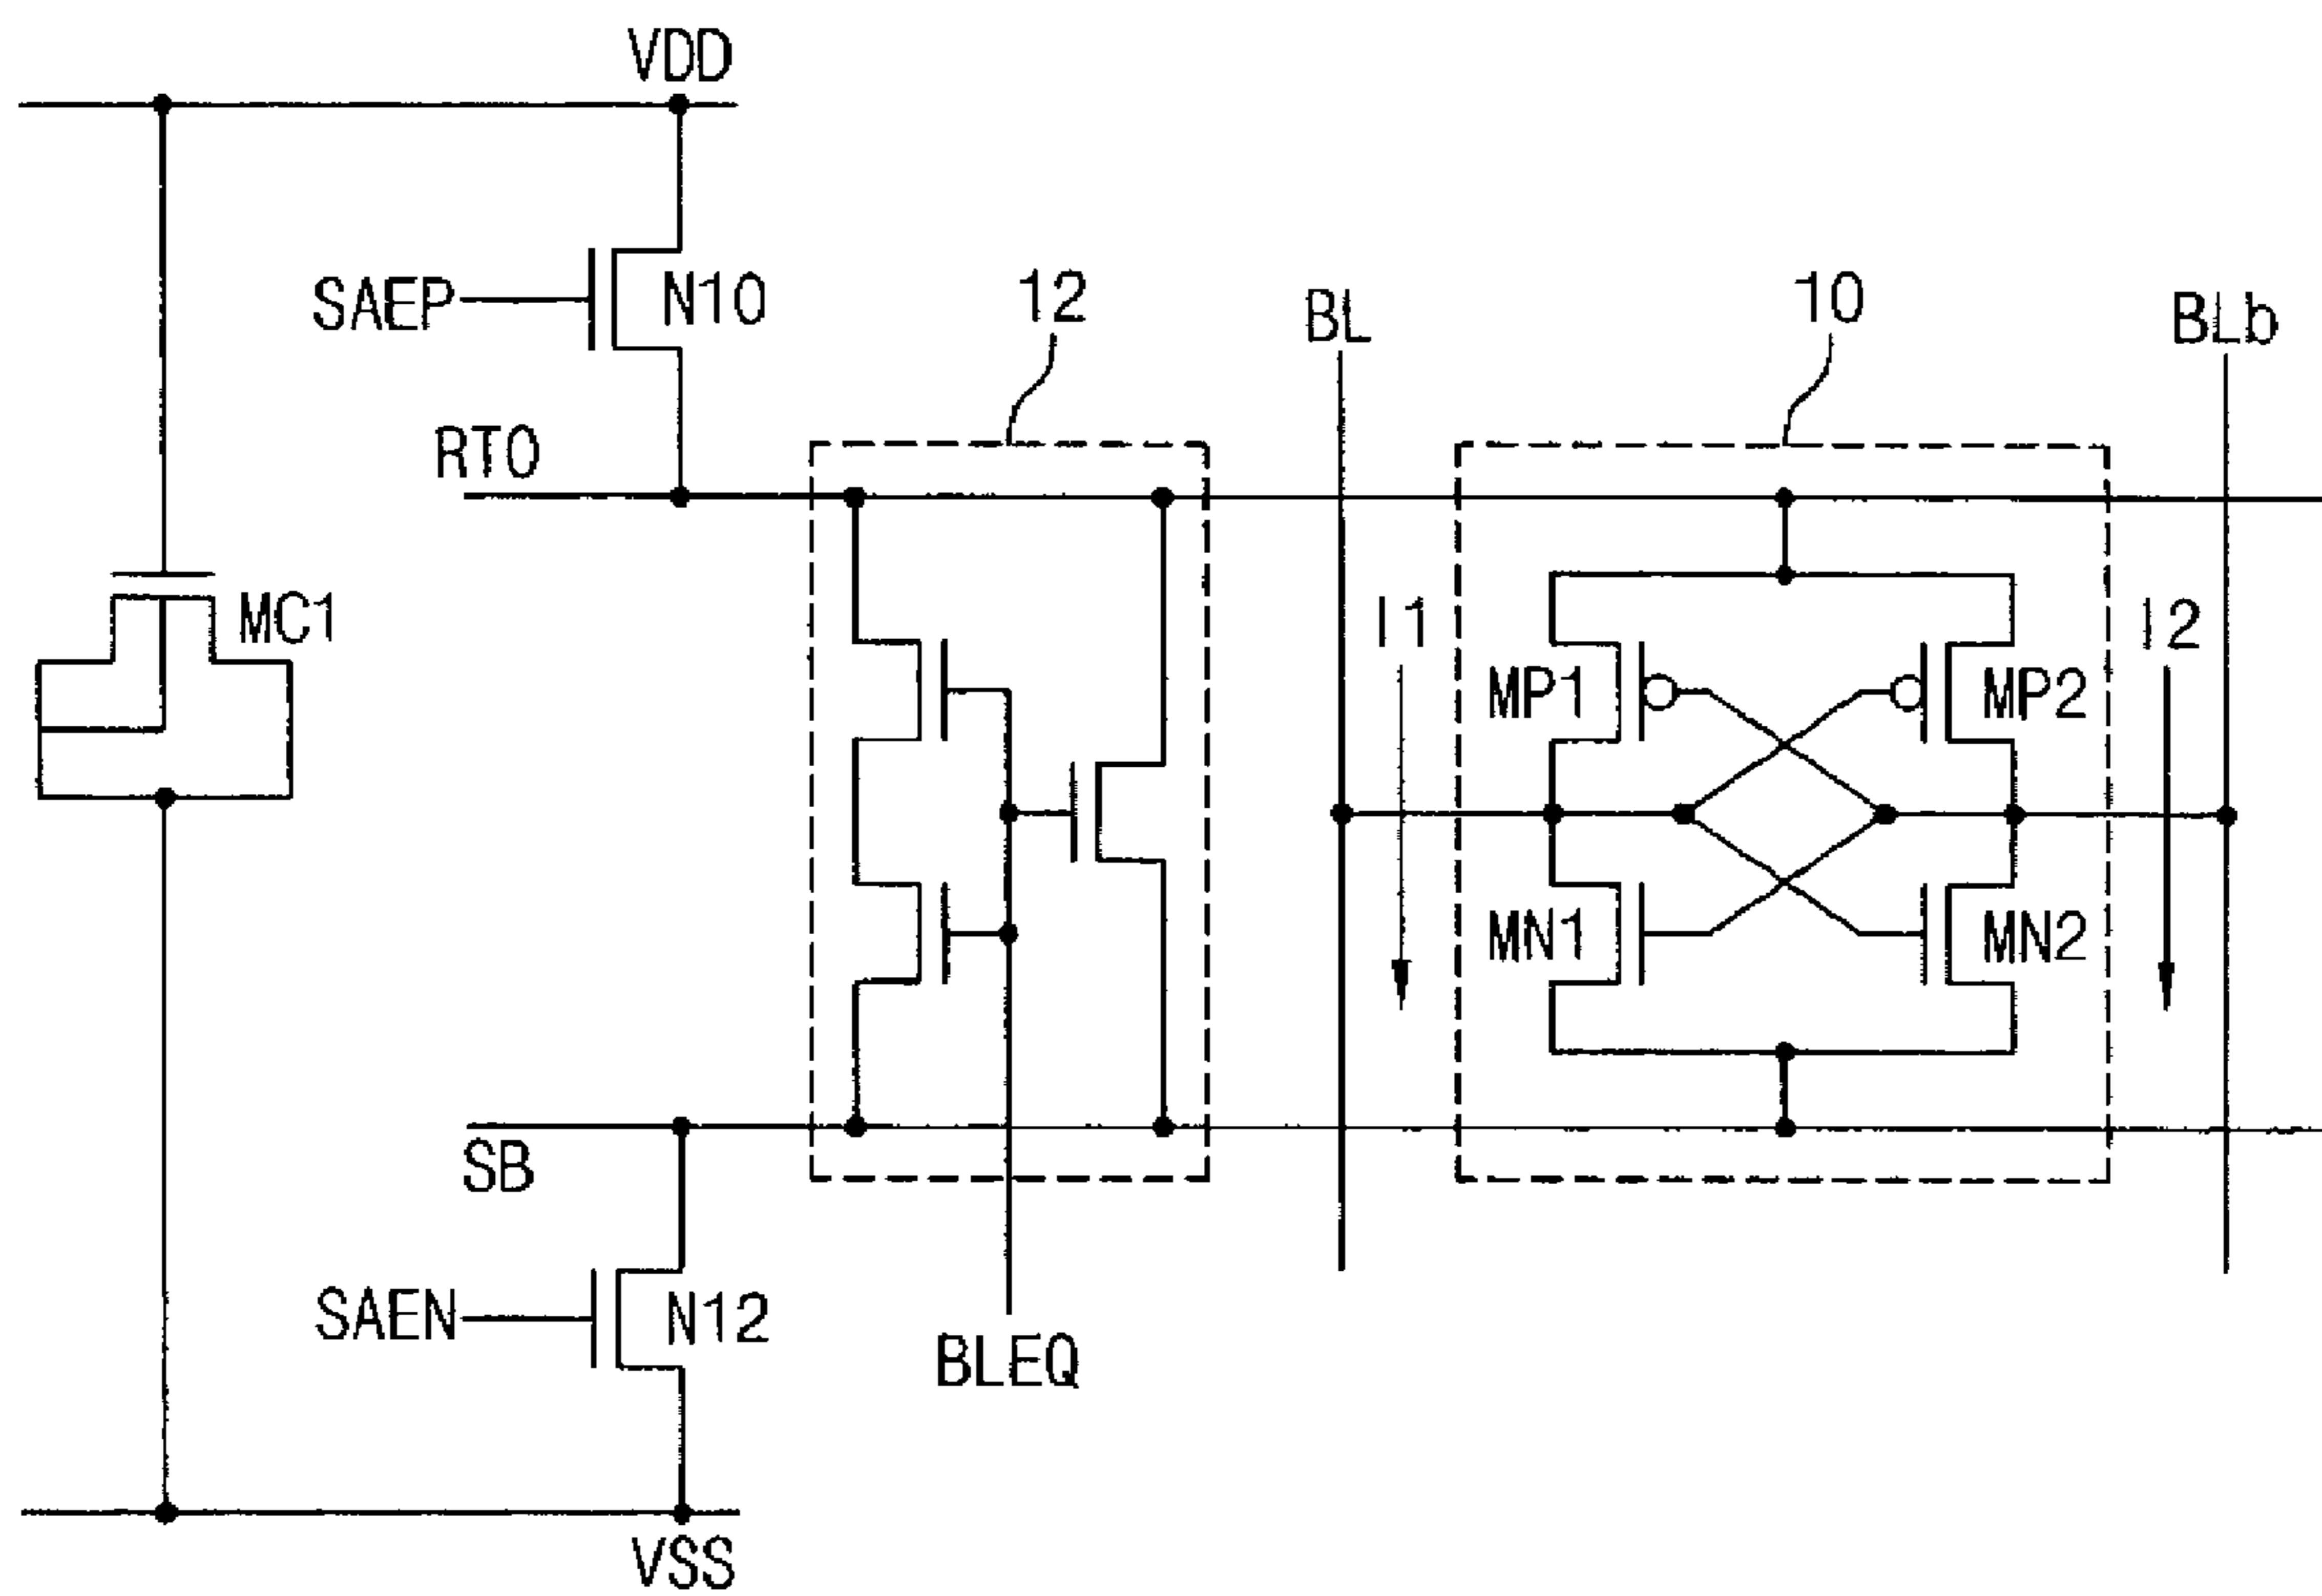 VDD
SAEP
N10
12
BL
10
BLb
RTO
MC1
I1
I2
MP1
MP2
MN1
MN2
SB
SAEN
N12
BLEQ
VSS